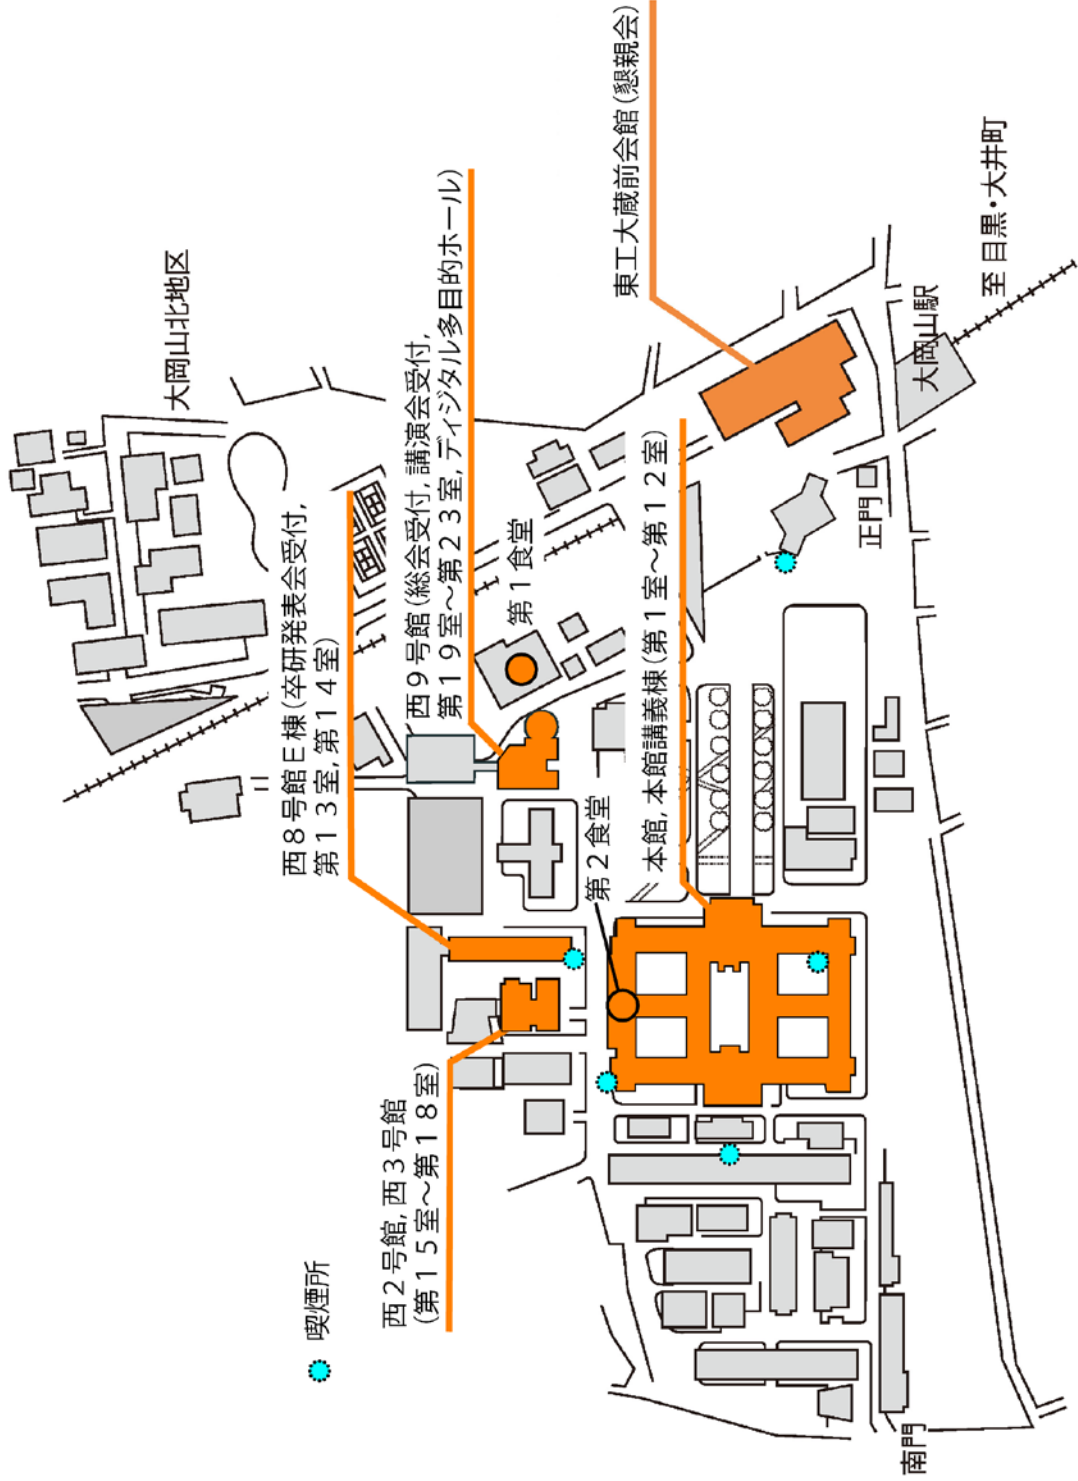 大岡山北地区
西８号館Ｅ棟（卒研発表会受付，
第１３室，第１４室）
西９号館（総会受付，講演会受付，
第１９室～第２３室，ディジタル多目的ホール）
東工大蔵前会館（懇親会）
第１食堂
第２食堂
本館，本館講義棟（第１室～第１２室）
西２号館，西３号館
（第１５室～第１８室）
喫煙所
至 目黒・大井町
大岡山駅
正門
南門